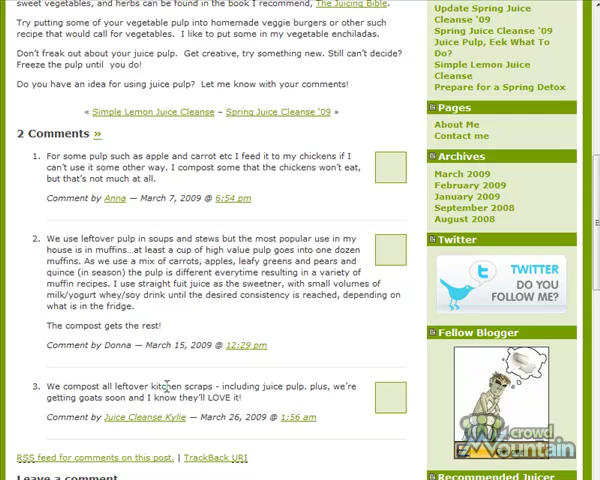 sweet vegetables, and herbs can be found in the book I recommend, The Juicing Bible.
Try putting some of your vegetable pulp into homemade veggie burgers or other such
recipe that would call for vegetables. I like to put some in my vegetable enchiladas.
Don't freak out about your juice pulp. Get creative, try something new. Still can't decide?
Freeze the pulp until you do!
Do you have an idea for using juice pulp? Let me know with your comments!
« Simple Lemon Juice Cleanse – Spring Juice Cleanse '09 »
2 Comments »
1. For some pulp such as apple and carrot etc I feed it to my chickens if I
can't use it some other way. I compost some that the chickens won't eat,
but that's not much at all.
Comment by Anna — March 7, 2009 @ 6:54 pm
2. We use leftover pulp in soups and stews but the most popular use in my
house is in muffins…at least a cup of high value pulp goes into one dozen
muffins. As we use a mix of carrots, apples, leafy greens and pears and
quince (in season) the pulp is different everytime resulting in a variety of
muffin recipes. I use straight fuit juice as the sweetner, with small volumes of
milk/yogurt whey/soy drink until the desired consistency is reached, depending on
what is in the fridge.
The compost gets the rest!
Comment by Donna — March 15, 2009 @ 12:29 pm
3. We compost all leftover kitchen scraps - including juice pulp. plus, we're
getting goats soon and I know they'll LOVE it!
Comment by Juice Cleanse Kylie — March 26, 2009 @ 1:56 am
RSS feed for comments on this post. | TrackBack URI
Leave a comment
Update Spring Juice
Cleanse '09
Spring Juice Cleanse '09
Juice Pulp, Eek What To
Do?
Simple Lemon Juice
Cleanse
Prepare for a Spring Detox
Pages
About Me
Contact me
Archives
March 2009
February 2009
January 2009
September 2008
August 2008
Twitter
TWITTER
DO YOU
FOLLOW ME?
Fellow Blogger
crowd
Mountain
Recommended Juicer